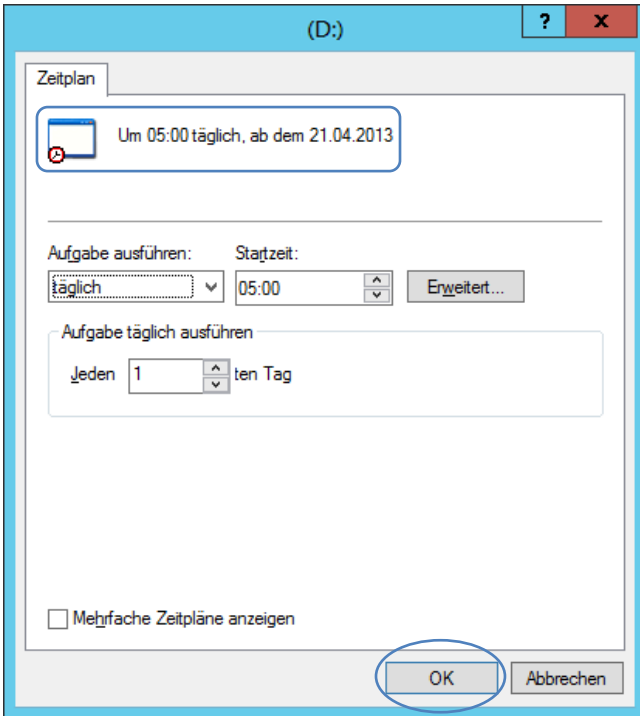 (D:)
? x
Zeitplan
Um 05:00 täglich, ab dem 21.04.2013
Aufgabe ausführen: Startzeit:
täglich 05:00 Erweitert...
Aufgabe täglich ausführen
Jeden 1 ten Tag
Mehrfache Zeitpläne anzeigen
OK Abbrechen